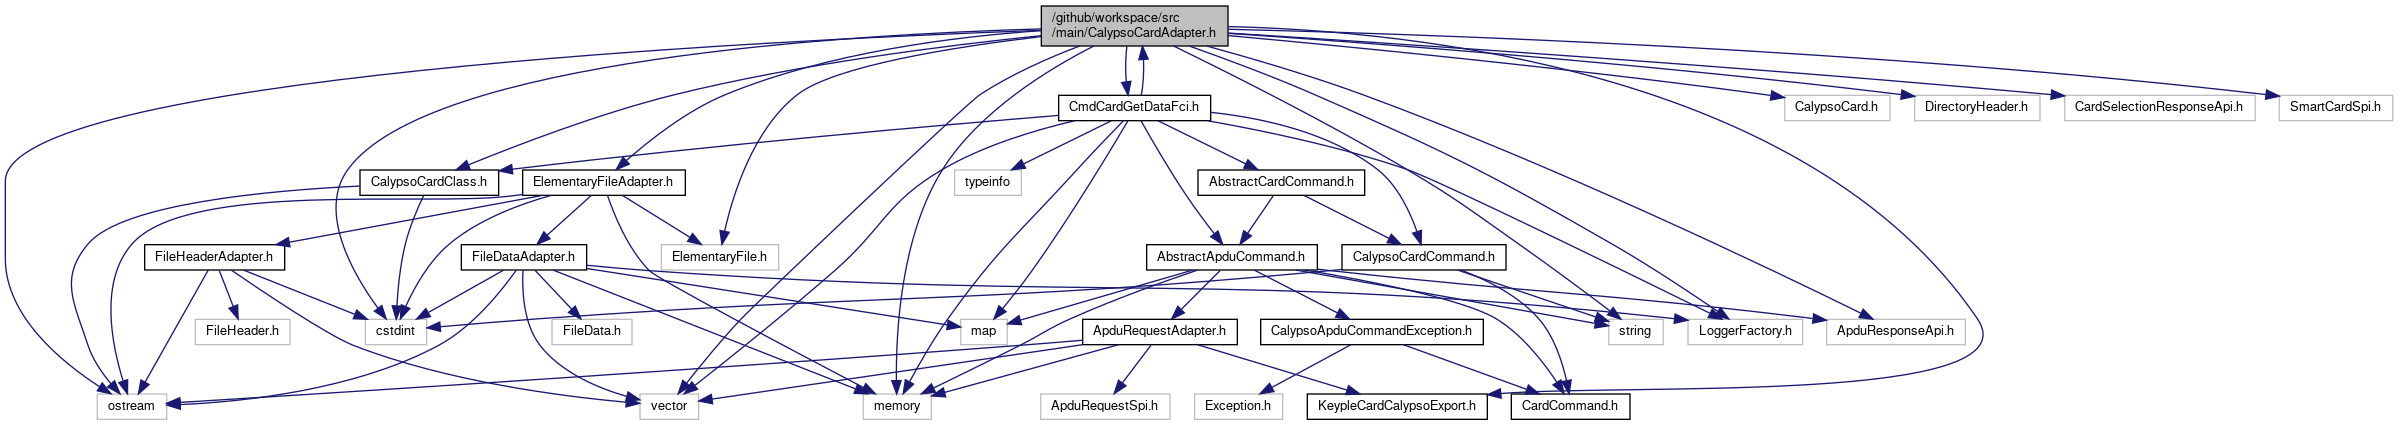 /github/workspace/src
/main/CalypsoCardAdapter.h
CmdCardGetDataFci.h
CalypsoCard.h
DirectoryHeader.h
CardSelectionResponseApi.h
SmartCardSpi.h
CalypsoCardClass.h
ElementaryFileAdapter.h
typeinfo
AbstractCardCommand.h
FileHeaderAdapter.h
FileDataAdapter.h
ElementaryFile.h
AbstractApduCommand.h
CalypsoCardCommand.h
FileHeader.h
cstdint
FileData.h
map
ApduRequestAdapter.h
CalypsoApduCommandException.h
string
LoggerFactory.h
ApduResponseApi.h
ostream
vector
memory
ApduRequestSpi.h
Exception.h
KeypleCardCalypsoExport.h
CardCommand.h